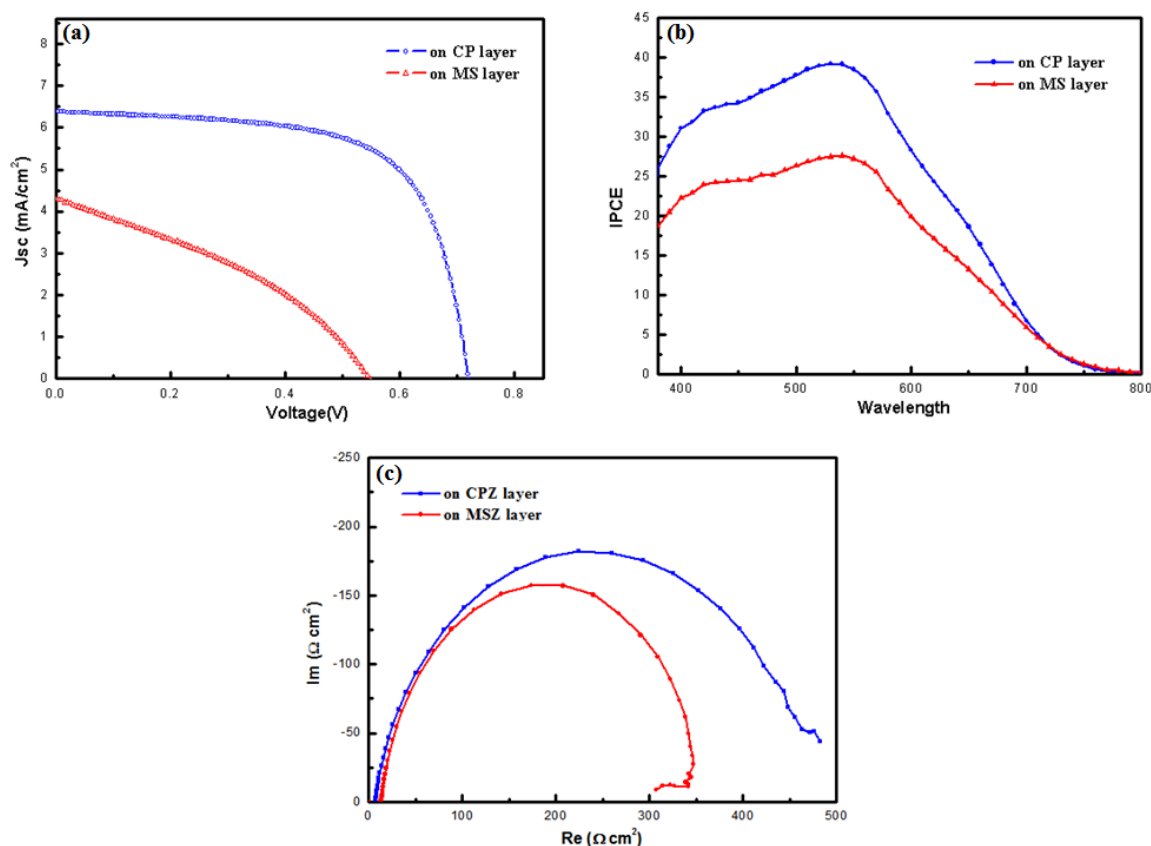 (a)
on CP layer
on MS layer
Jsc (mA/cm²)
8
7
6
5
4
3
2
1
0
0.0 0.2 0.4 0.6 0.8
Voltage(V)
(b)
on CP layer
on MS layer
IPCE
45
40
35
30
25
20
15
10
5
0
400 500 600 700 800
Wavelength
(c)
on CPZ layer
on MSZ layer
Im (Ω cm²)
-250
-200
-150
-100
-50
0
0 100 200 300 400 500
Re (Ω cm²)